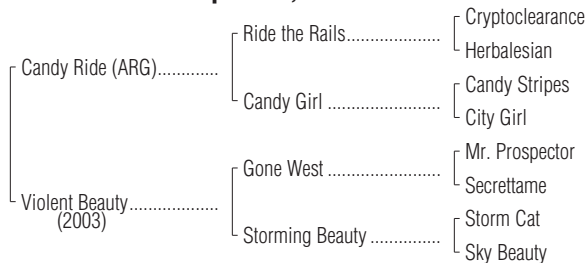 Cryptoclearance
Ride the Rails....................
Herbalesian
Candy Ride (ARG).............
Candy Stripes
Candy Girl ..........................
City Girl
Mr. Prospector
Gone West ..........................
Secrettame
Violent Beauty...................
(2003)
Storm Cat
Storming Beauty ................
Sky Beauty